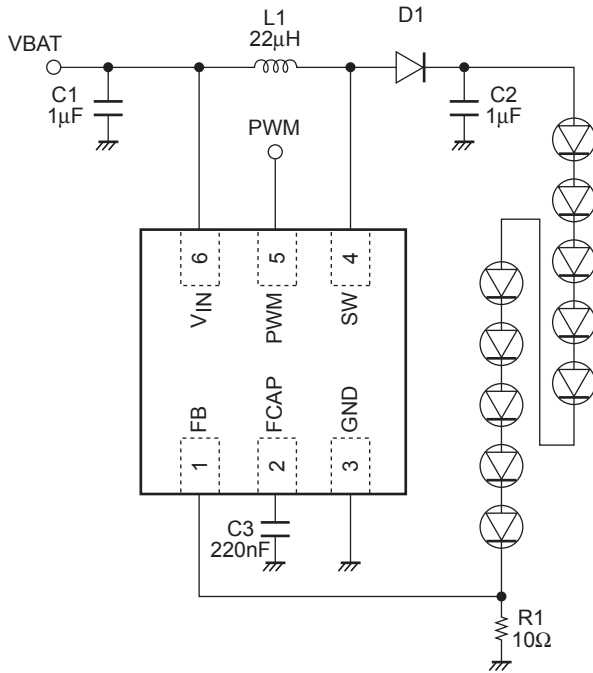 L1
22μH
D1
VBAT
C1
1μF
C2
1μF
PWM
6
5
4
VIN
PWM
SW
FB
FCAP
GND
1
2
3
C3
220nF
R1
10Ω